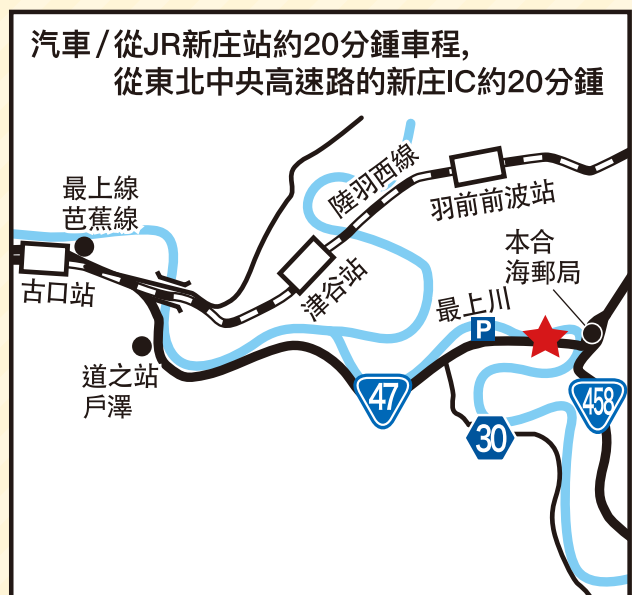 汽車/從JR新庄站約20分鍾車程,
從東北中央高速路的新庄IC約20分鍾
最上線
芭蕉線
古口站
道之站
戶澤
陸羽西線
津谷站
羽前前波站
本合
海郵局
最上川
P
47
30
458